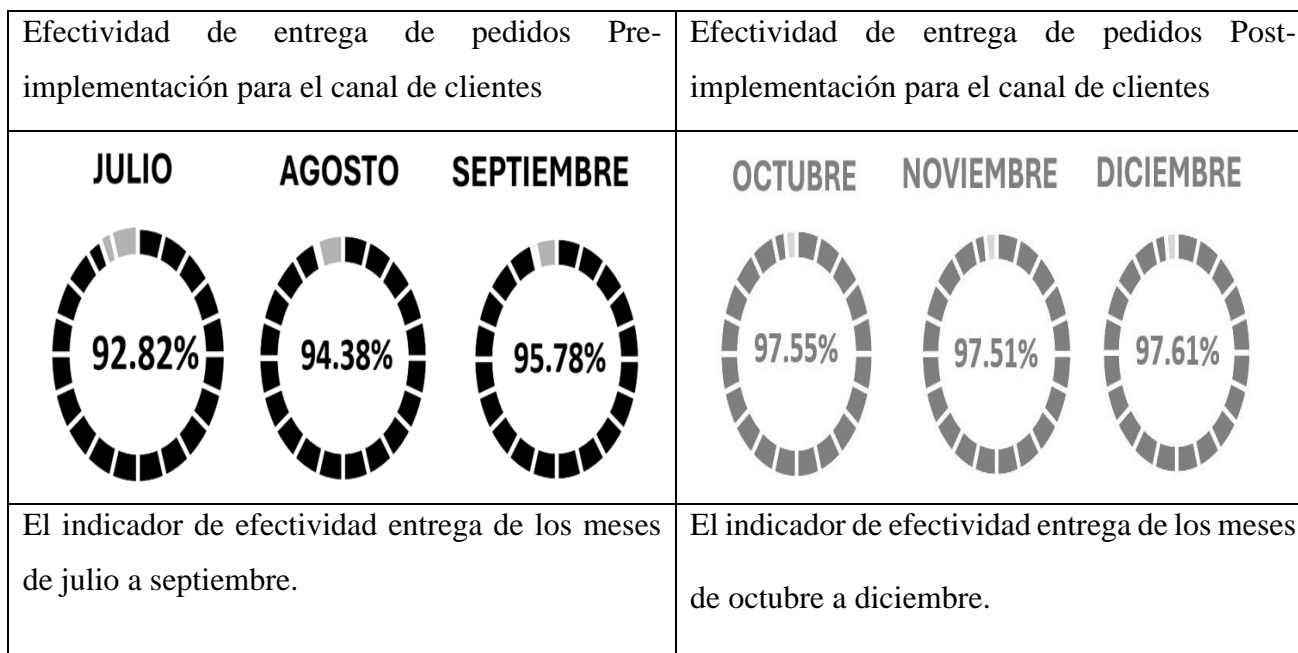 Efectividad de entrega de pedidos Pre-
implementación para el canal de clientes
Efectividad de entrega de pedidos Post-
implementación para el canal de clientes
JULIO AGOSTO SEPTIEMBRE
92.82% 94.38% 95.78%
OCTUBRE NOVIEMBRE DICIEMBRE
97.55% 97.51% 97.61%
El indicador de efectividad entrega de los meses
de julio a septiembre.
El indicador de efectividad entrega de los meses
de octubre a diciembre.